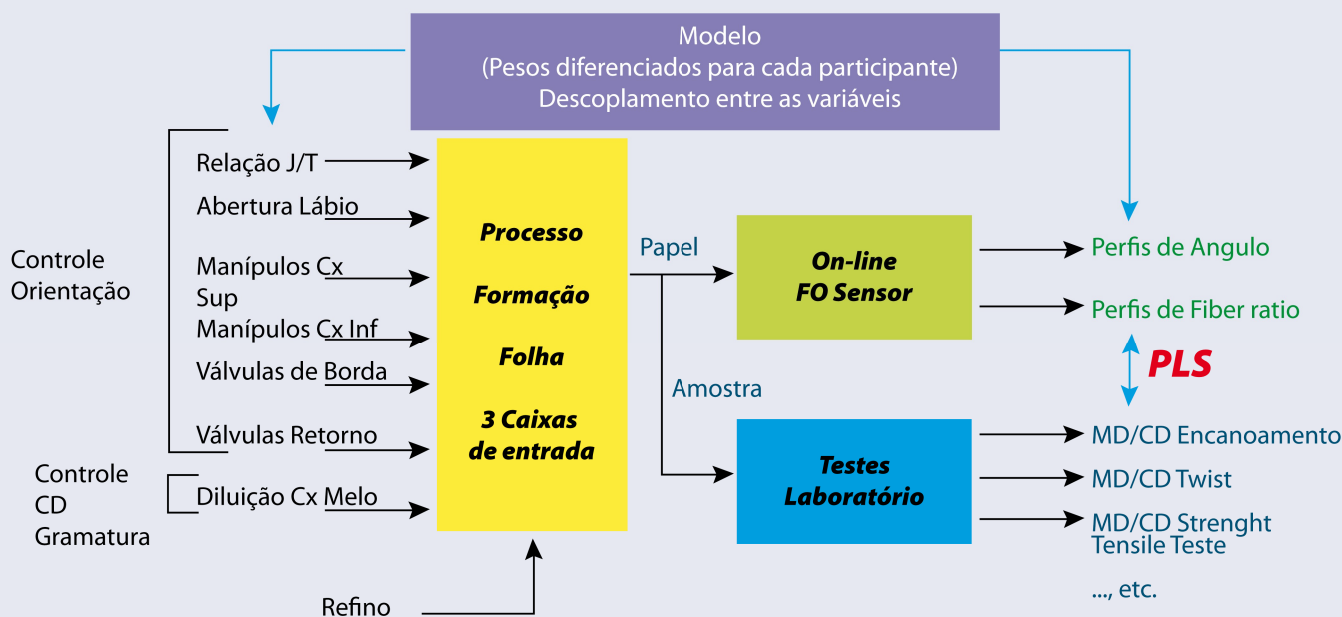 Modelo
(Pesos diferenciados para cada participante)
Descoplamento entre as variáveis
Controle
Orientação
Relação J/T
Abertura Lábio
Manípulos Cx
Sup
Manípulos Cx Inf
Válvulas de Borda
Válvulas Retorno
Controle
CD
Gramatura
Diluição Cx Melo
Refino
Processo
Formação
Folha
3 Caixas
de entrada
Papel
Amostra
On-line
FO Sensor
Testes
Laboratório
Perfis de Angulo
Perfis de Fiber ratio
PLS
MD/CD Encanoamento
MD/CD Twist
MD/CD Strenght
Tensile Teste
..., etc.